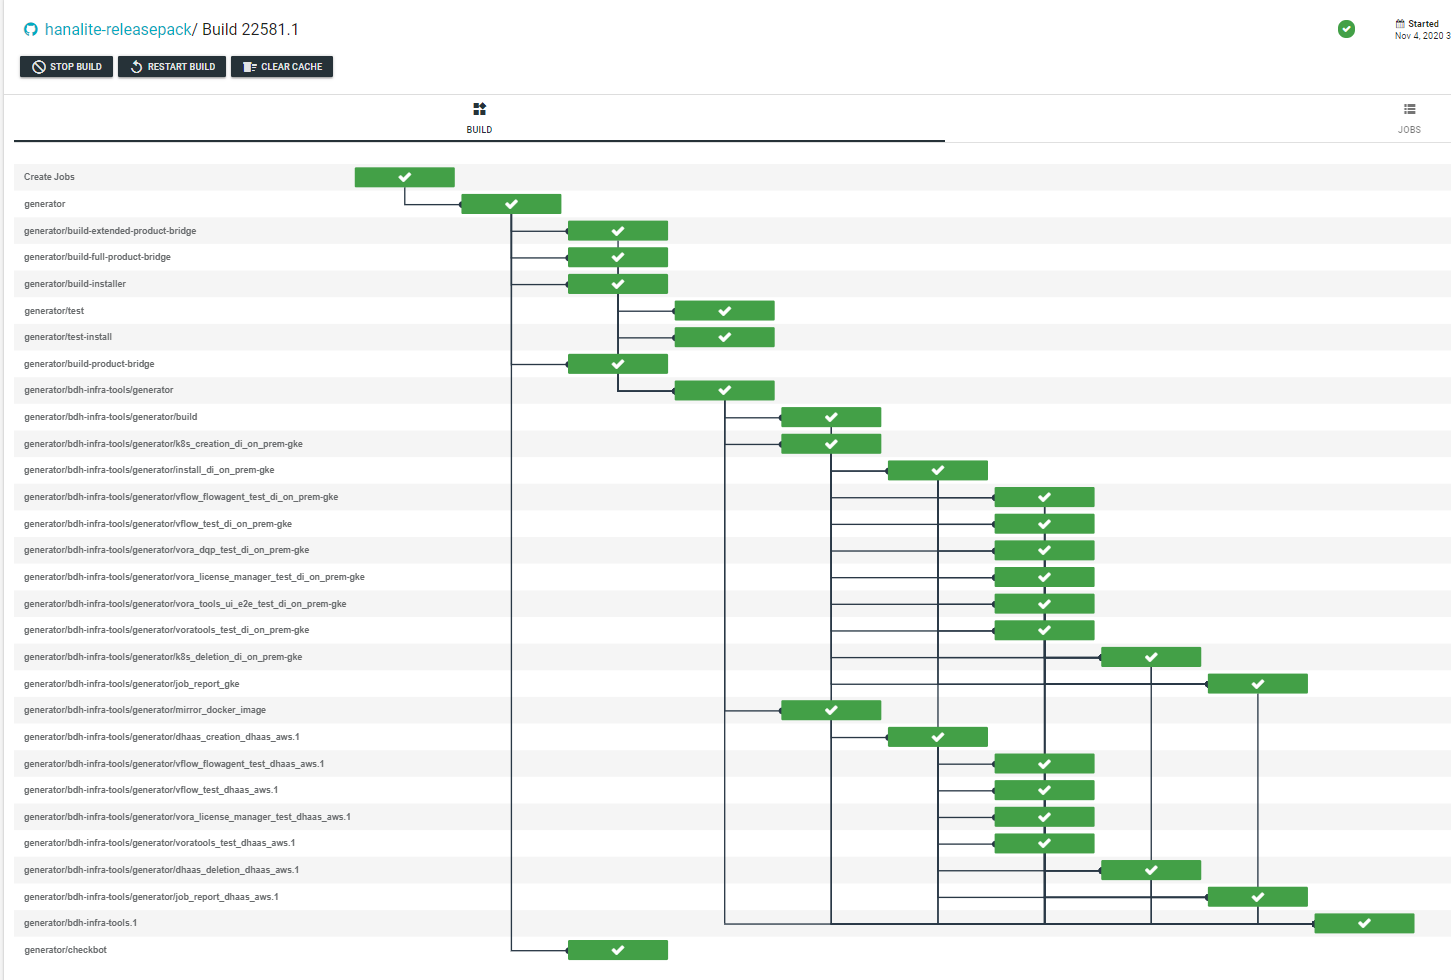 hanalite-releasepack/ Build 22581.1
Started
Nov 4, 2020 3
STOP BUILD
RESTART BUILD
CLEAR CACHE
BUILD
JOBS
Create Jobs
generator
generator/build-extended-product-bridge
generator/build-full-product-bridge
generator/build-installer
generator/test
generator/test-install
generator/build-product-bridge
generator/bdh-infra-tools/generator
generator/bdh-infra-tools/generator/build
generator/bdh-infra-tools/generator/k8s_creation_di_on_prem-gke
generator/bdh-infra-tools/generator/install_di_on_prem-gke
generator/bdh-infra-tools/generator/vflow_flowagent_test_di_on_prem-gke
generator/bdh-infra-tools/generator/vflow_test_di_on_prem-gke
generator/bdh-infra-tools/generator/vora_dqp_test_di_on_prem-gke
generator/bdh-infra-tools/generator/vora_license_manager_test_di_on_prem-gke
generator/bdh-infra-tools/generator/vora_tools_ui_e2e_test_di_on_prem-gke
generator/bdh-infra-tools/generator/voratools_test_di_on_prem-gke
generator/bdh-infra-tools/generator/k8s_deletion_di_on_prem-gke
generator/bdh-infra-tools/generator/job_report_gke
generator/bdh-infra-tools/generator/mirror_docker_image
generator/bdh-infra-tools/generator/dhaas_creation_dhaas_aws.1
generator/bdh-infra-tools/generator/vflow_flowagent_test_dhaas_aws.1
generator/bdh-infra-tools/generator/vflow_test_dhaas_aws.1
generator/bdh-infra-tools/generator/vora_license_manager_test_dhaas_aws.1
generator/bdh-infra-tools/generator/voratools_test_dhaas_aws.1
generator/bdh-infra-tools/generator/dhaas_deletion_dhaas_aws.1
generator/bdh-infra-tools/generator/job_report_dhaas_aws.1
generator/bdh-infra-tools.1
generator/checkbot